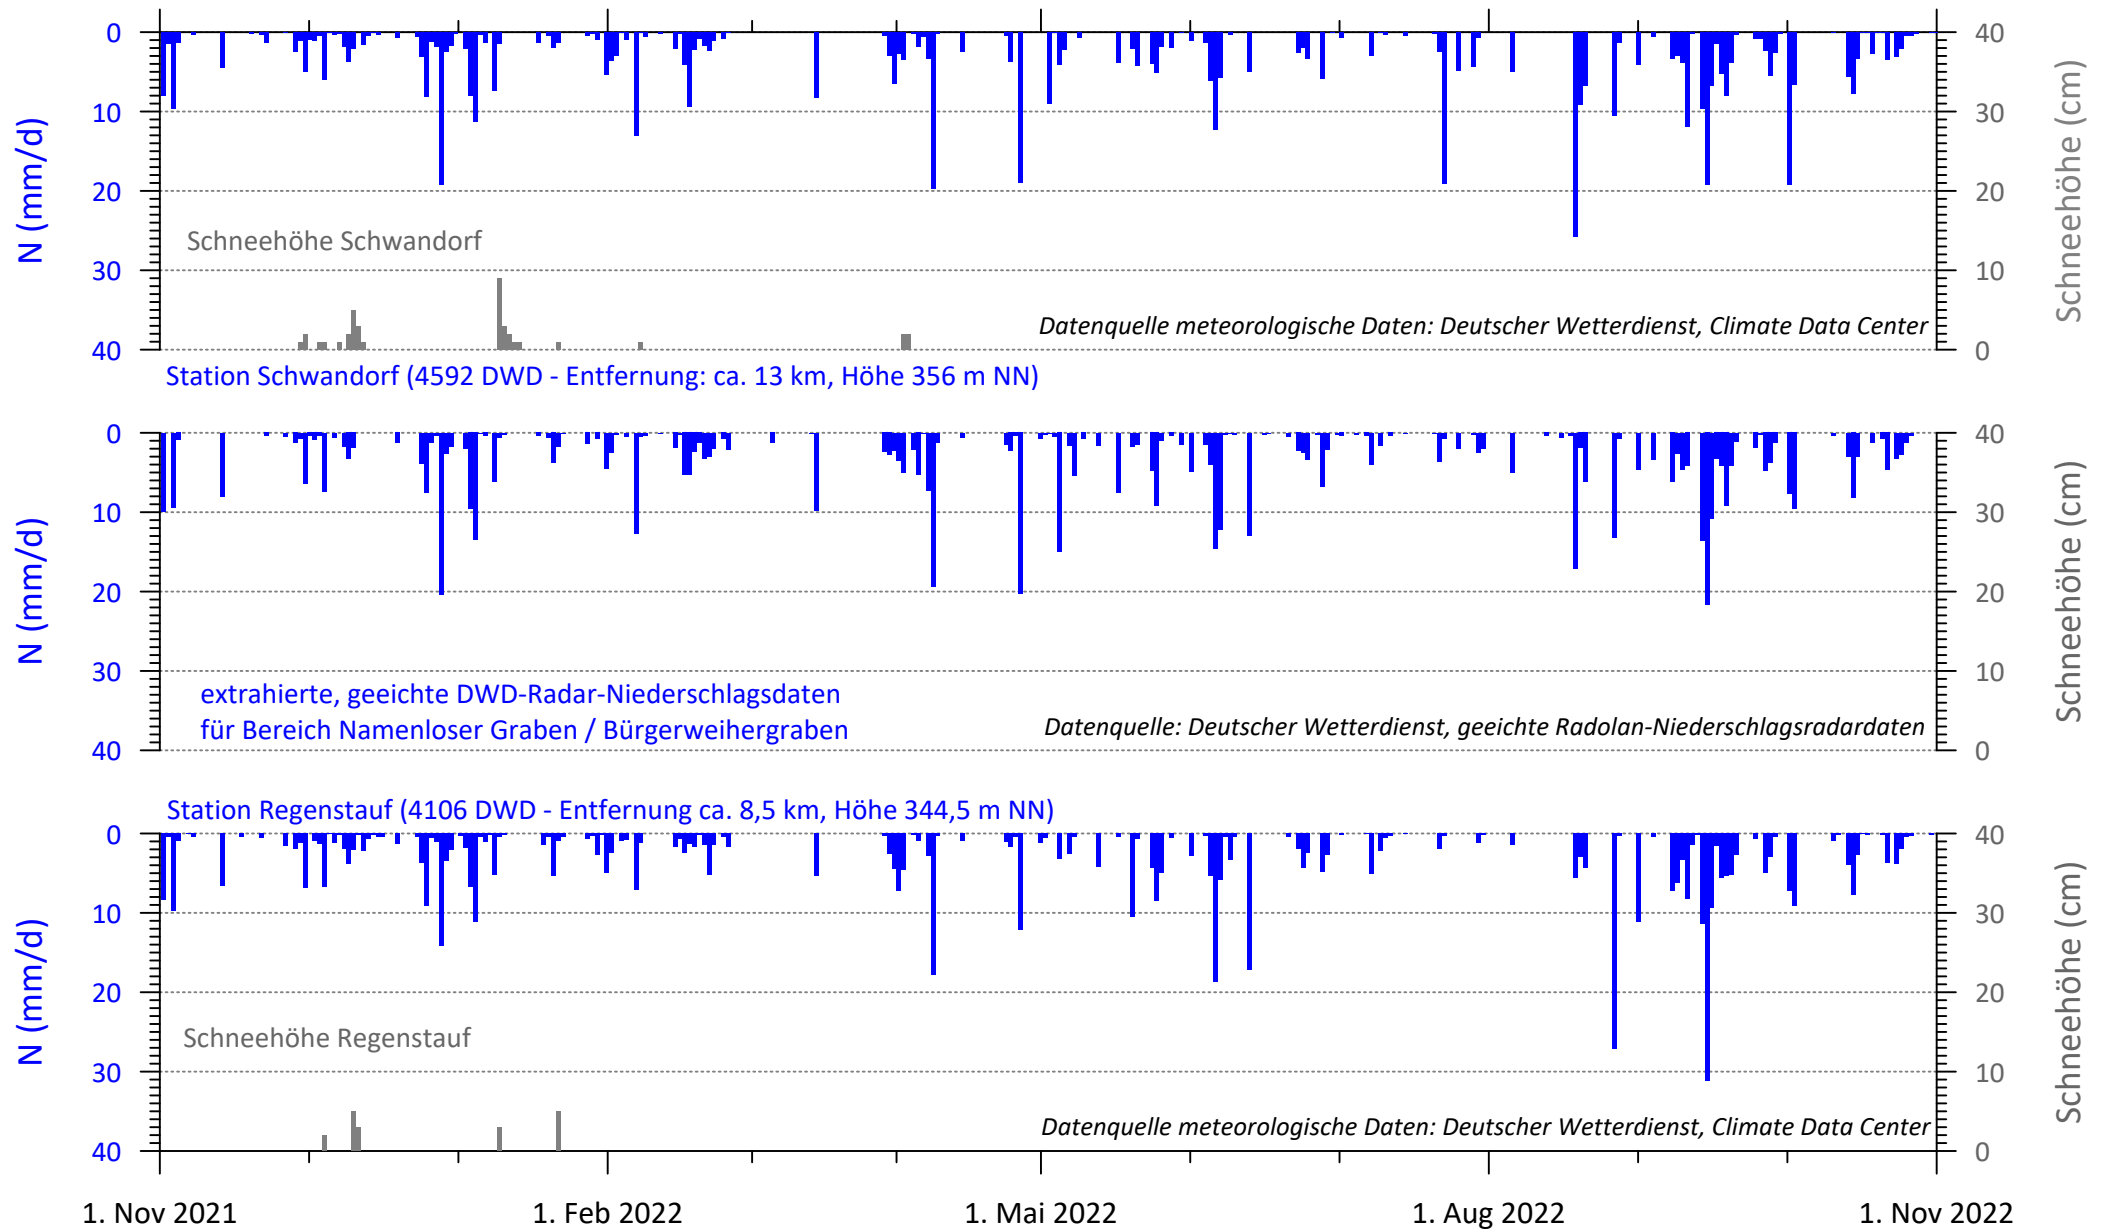 0
10
20
30
40
N (mm/d)
40
30
20
10
0
Schneehöhe (cm)
Schneehöhe Schwandorf
Datenquelle meteorologische Daten: Deutscher Wetterdienst, Climate Data Center
Station Schwandorf (4592 DWD - Entfernung: ca. 13 km, Höhe 356 m NN)
0
10
20
30
40
N (mm/d)
40
30
20
10
0
Schneehöhe (cm)
extrahierte, geeichte DWD-Radar-Niederschlagsdaten
für Bereich Namenloser Graben / Bürgerweihergraben
Datenquelle: Deutscher Wetterdienst, geeichte Radolan-Niederschlagsradardaten
Station Regenstauf (4106 DWD - Entfernung ca. 8,5 km, Höhe 344,5 m NN)
0
10
20
30
40
N (mm/d)
40
30
20
10
0
Schneehöhe (cm)
Schneehöhe Regenstauf
Datenquelle meteorologische Daten: Deutscher Wetterdienst, Climate Data Center
1. Nov 2021
1. Feb 2022
1. Mai 2022
1. Aug 2022
1. Nov 2022